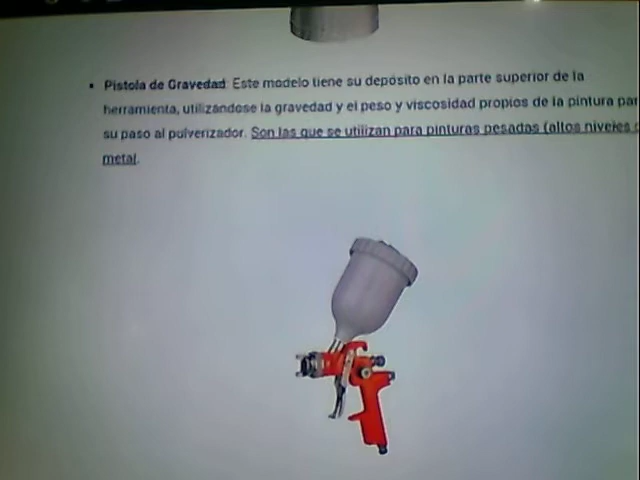 • Pistola de Gravedad: Este modelo tiene su deposito en la parte superior de la
herramienta, utilizándose la gravedad y el peso y viscosidad propios de la pintura par
su paso al pulverizador. Son las que se utilizan para pinturas pesadas (altos niveles
metal.